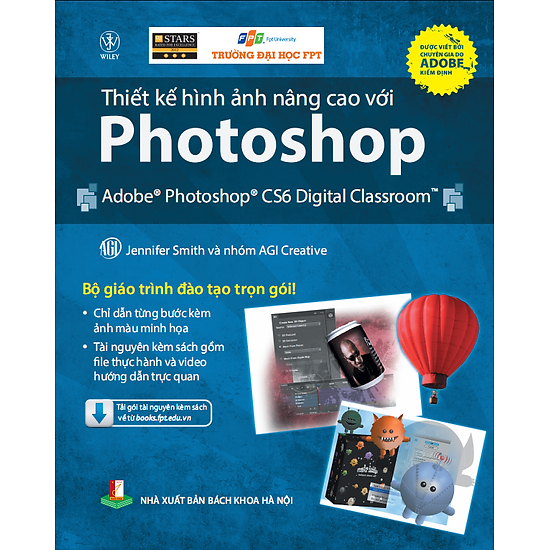 WILEY
STARS
RATED FOR EXCELLENCE
FPT Fpt University
TRƯỜNG ĐẠI HỌC FPT
ĐƯỢC VIẾT BỞI
CHUYÊN GIA DO
ADOBE
KIỂM ĐỊNH
Thiết kế hình ảnh nâng cao với
Photoshop
Adobe® Photoshop® CS6 Digital Classroom™
AGI Jennifer Smith và nhóm AGI Creative
Bộ giáo trình đào tạo trọn gói!
• Chỉ dẫn từng bước kèm
ảnh màu minh họa
• Tài nguyên kèm sách gồm
file thực hành và video
hướng dẫn trực quan
Tải gói tài nguyên kèm sách
về từ books.fpt.edu.vn
NHÀ XUẤT BẢN BÁCH KHOA HÀ NỘI